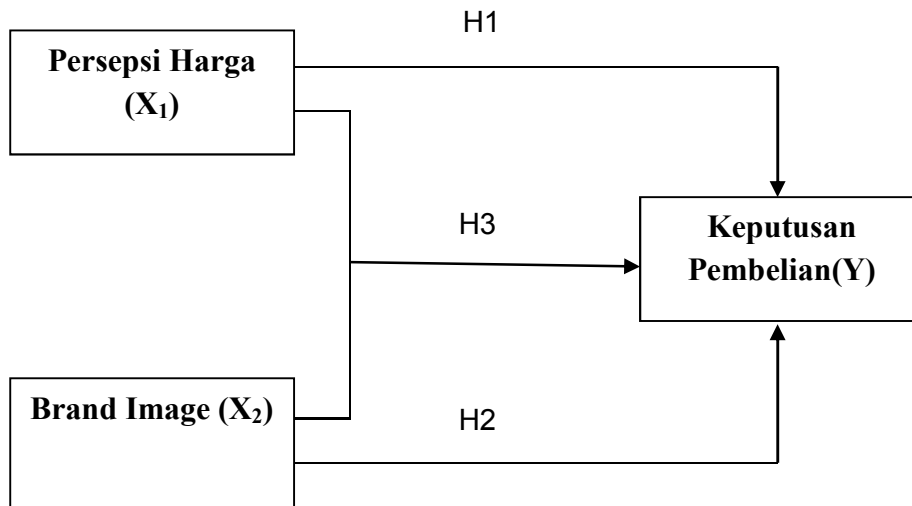 H1
Persepsi Harga
(X₁)
H3
Keputusan
Pembelian(Y)
Brand Image (X₂)
H2